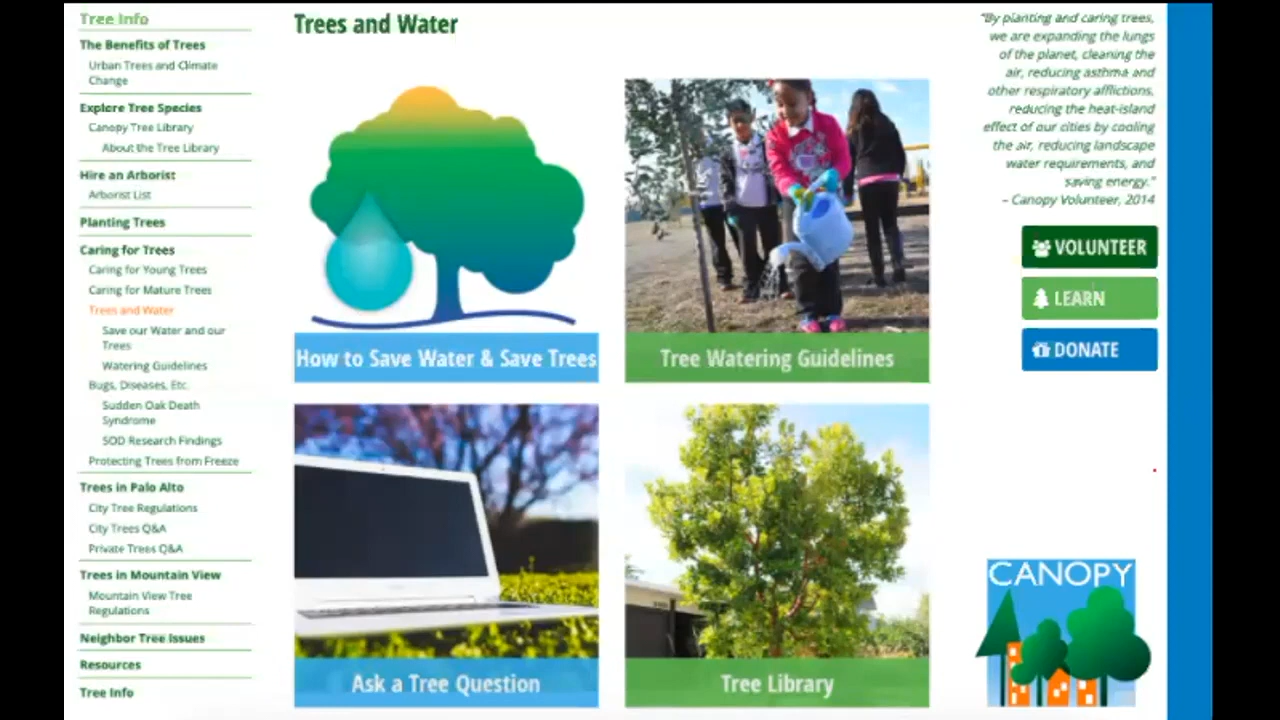 Tree Info
The Benefits of Trees
Urban Trees and Climate
Change
Explore Tree Species
Canopy Tree Library
About the Tree Library
Hire an Arborist
Arborist List
Planting Trees
Caring for Trees
Caring for Young Trees
Caring for Mature Trees
Trees and Water
Save our Water and our
Trees
Watering Guidelines
Bugs, Diseases, Etc.
Sudden Oak Death
Syndrome
SOD Research Findings
Protecting Trees from Freeze
Trees in Palo Alto
City Tree Regulations
City Trees Q&A
Private Trees Q&A
Trees in Mountain View
Mountain View Tree
Regulations
Neighbor Tree Issues
Resources
Tree Info
Trees and Water
How to Save Water & Save Trees
Tree Watering Guidelines
Ask a Tree Question
Tree Library
"By planting and caring trees,
we are expanding the lungs
of the planet, cleaning the
air, reducing asthma and
other respiratory afflictions,
reducing the heat-island
effect of our cities by cooling
the air, reducing landscape
water requirements, and
saving energy."
– Canopy Volunteer, 2014
VOLUNTEER
LEARN
DONATE
CANOPY